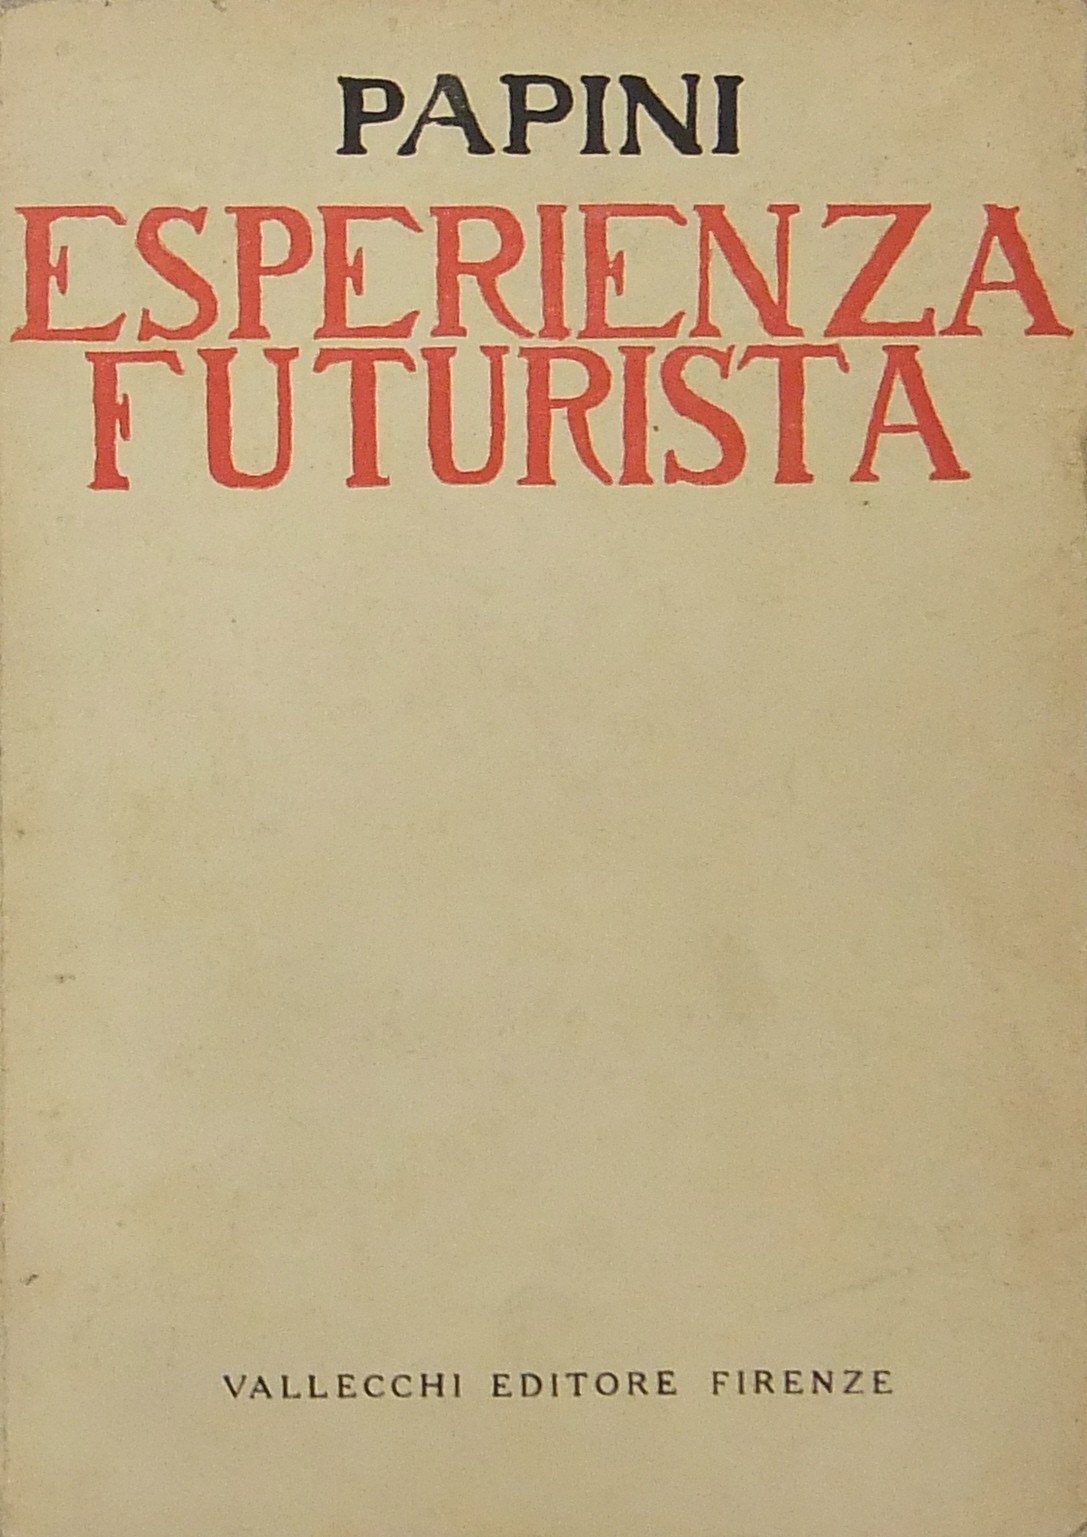 PAPINI
ESPERIENZA
FUTURISTA
VALLECCHI EDITORE FIRENZE